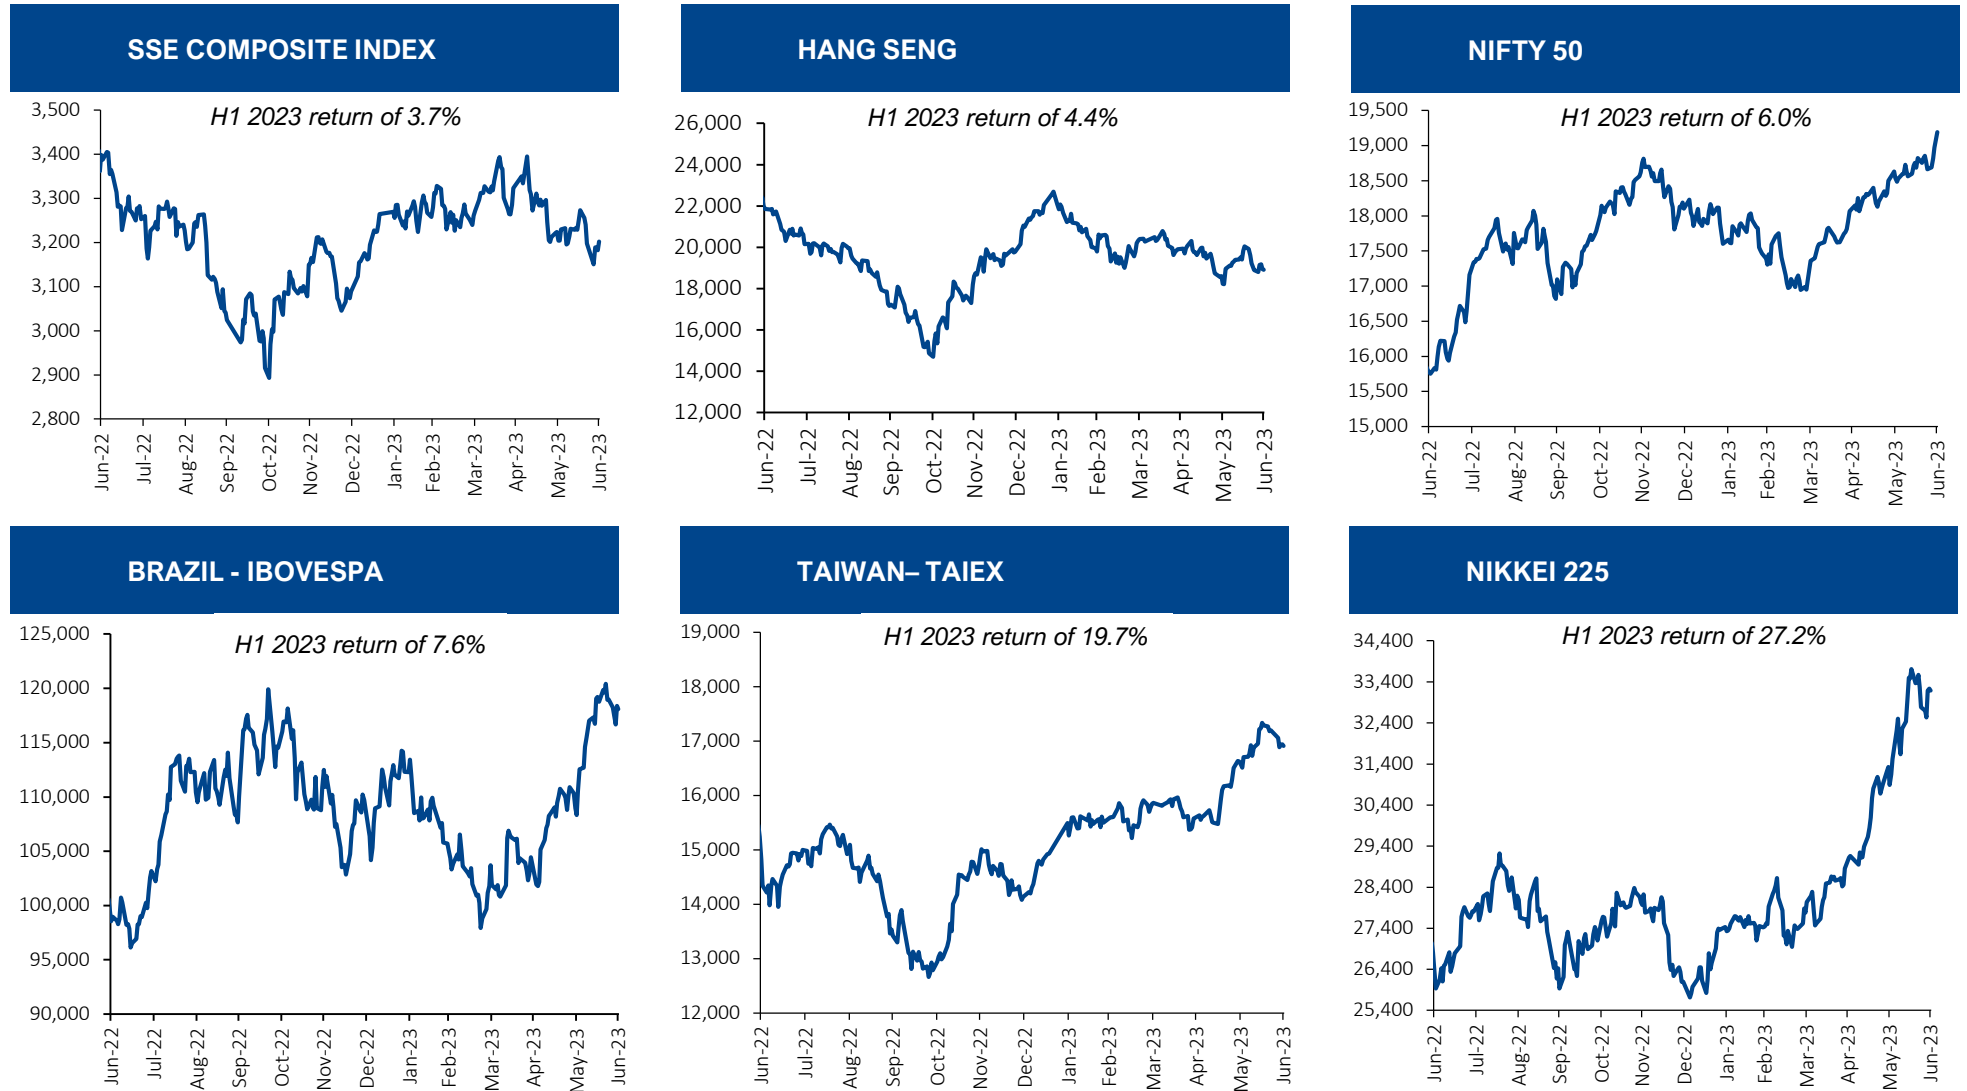 SSE COMPOSITE INDEX
H1 2023 return of 3.7%
3,500
3,400
3,300
3,200
3,100
3,000
2,900
2,800
Jun-22
Jul-22
Aug-22
Sep-22
Oct-22
Nov-22
Dec-22
Jan-23
Feb-23
Mar-23
Apr-23
May-23
Jun-23
HANG SENG
H1 2023 return of 4.4%
26,000
24,000
22,000
20,000
18,000
16,000
14,000
12,000
Jun-22
Jul-22
Aug-22
Sep-22
Oct-22
Nov-22
Dec-22
Jan-23
Feb-23
Mar-23
Apr-23
May-23
Jun-23
NIFTY 50
H1 2023 return of 6.0%
19,500
19,000
18,500
18,000
17,500
17,000
16,500
16,000
15,500
15,000
Jun-22
Jul-22
Aug-22
Sep-22
Oct-22
Nov-22
Dec-22
Jan-23
Feb-23
Mar-23
Apr-23
May-23
Jun-23
BRAZIL - IBOVESPA
H1 2023 return of 7.6%
125,000
120,000
115,000
110,000
105,000
100,000
95,000
90,000
Jun-22
Jul-22
Aug-22
Sep-22
Oct-22
Nov-22
Dec-22
Jan-23
Feb-23
Mar-23
Apr-23
May-23
Jun-23
TAIWAN– TAIEX
H1 2023 return of 19.7%
19,000
18,000
17,000
16,000
15,000
14,000
13,000
12,000
Jun-22
Jul-22
Aug-22
Sep-22
Oct-22
Nov-22
Dec-22
Jan-23
Feb-23
Mar-23
Apr-23
May-23
Jun-23
NIKKEI 225
H1 2023 return of 27.2%
34,400
33,400
32,400
31,400
30,400
29,400
28,400
27,400
26,400
25,400
Jun-22
Jul-22
Aug-22
Sep-22
Oct-22
Nov-22
Dec-22
Jan-23
Feb-23
Mar-23
Apr-23
May-23
Jun-23